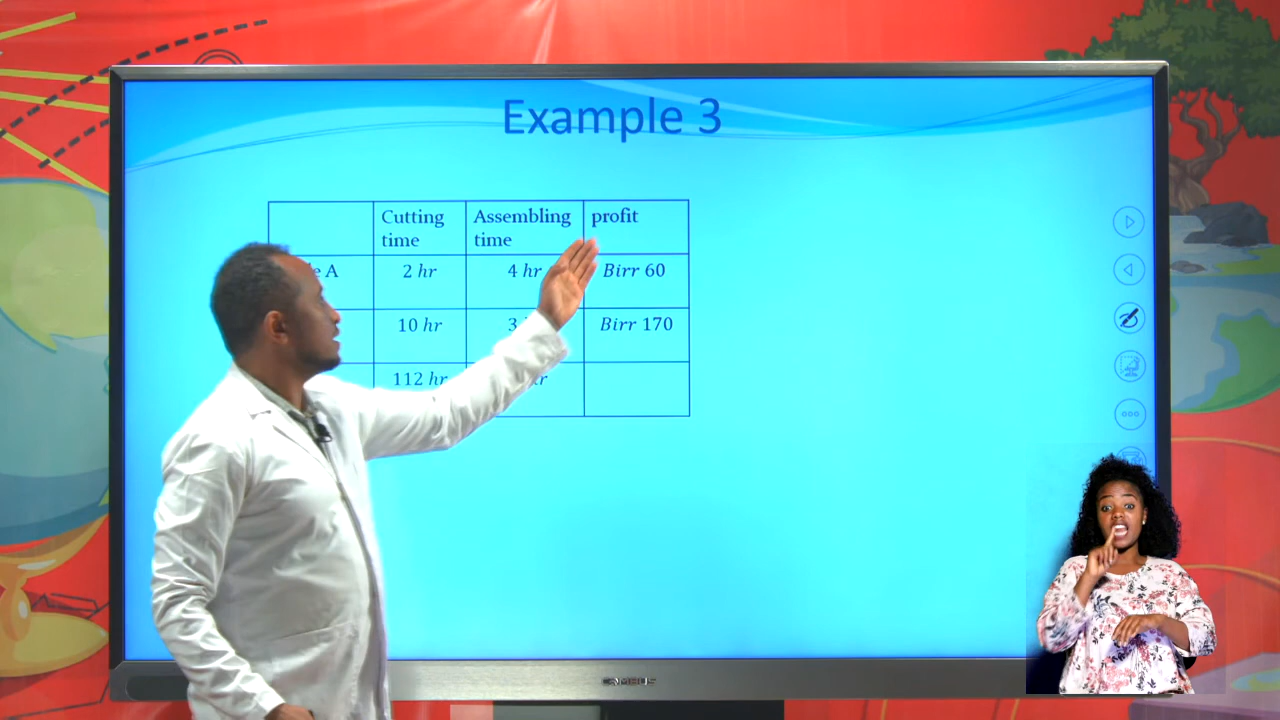 Example 3
Cutting time
Assembling time
profit
A
2 hr
4 hr
Birr 60
10 hr
3
Birr 170
112 hr